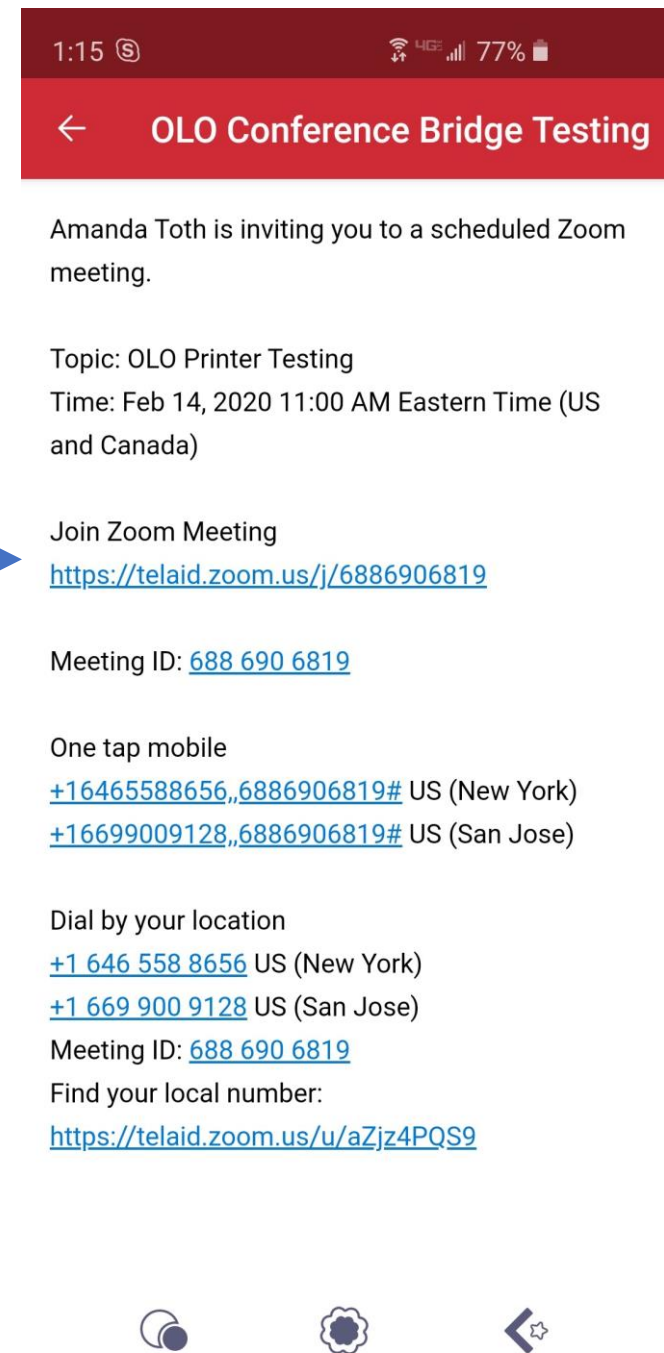 1:15 S 4GE 77%
OLO Conference Bridge Testing
Amanda Toth is inviting you to a scheduled Zoom
meeting.
Topic: OLO Printer Testing
Time: Feb 14, 2020 11:00 AM Eastern Time (US
and Canada)
Join Zoom Meeting
https://telaid.zoom.us/j/6886906819
Meeting ID: 688 690 6819
One tap mobile
+16465588656,,6886906819# US (New York)
+16699009128,,6886906819# US (San Jose)
Dial by your location
+1 646 558 8656 US (New York)
+1 669 900 9128 US (San Jose)
Meeting ID: 688 690 6819
Find your local number:
https://telaid.zoom.us/u/aZjz4PQS9